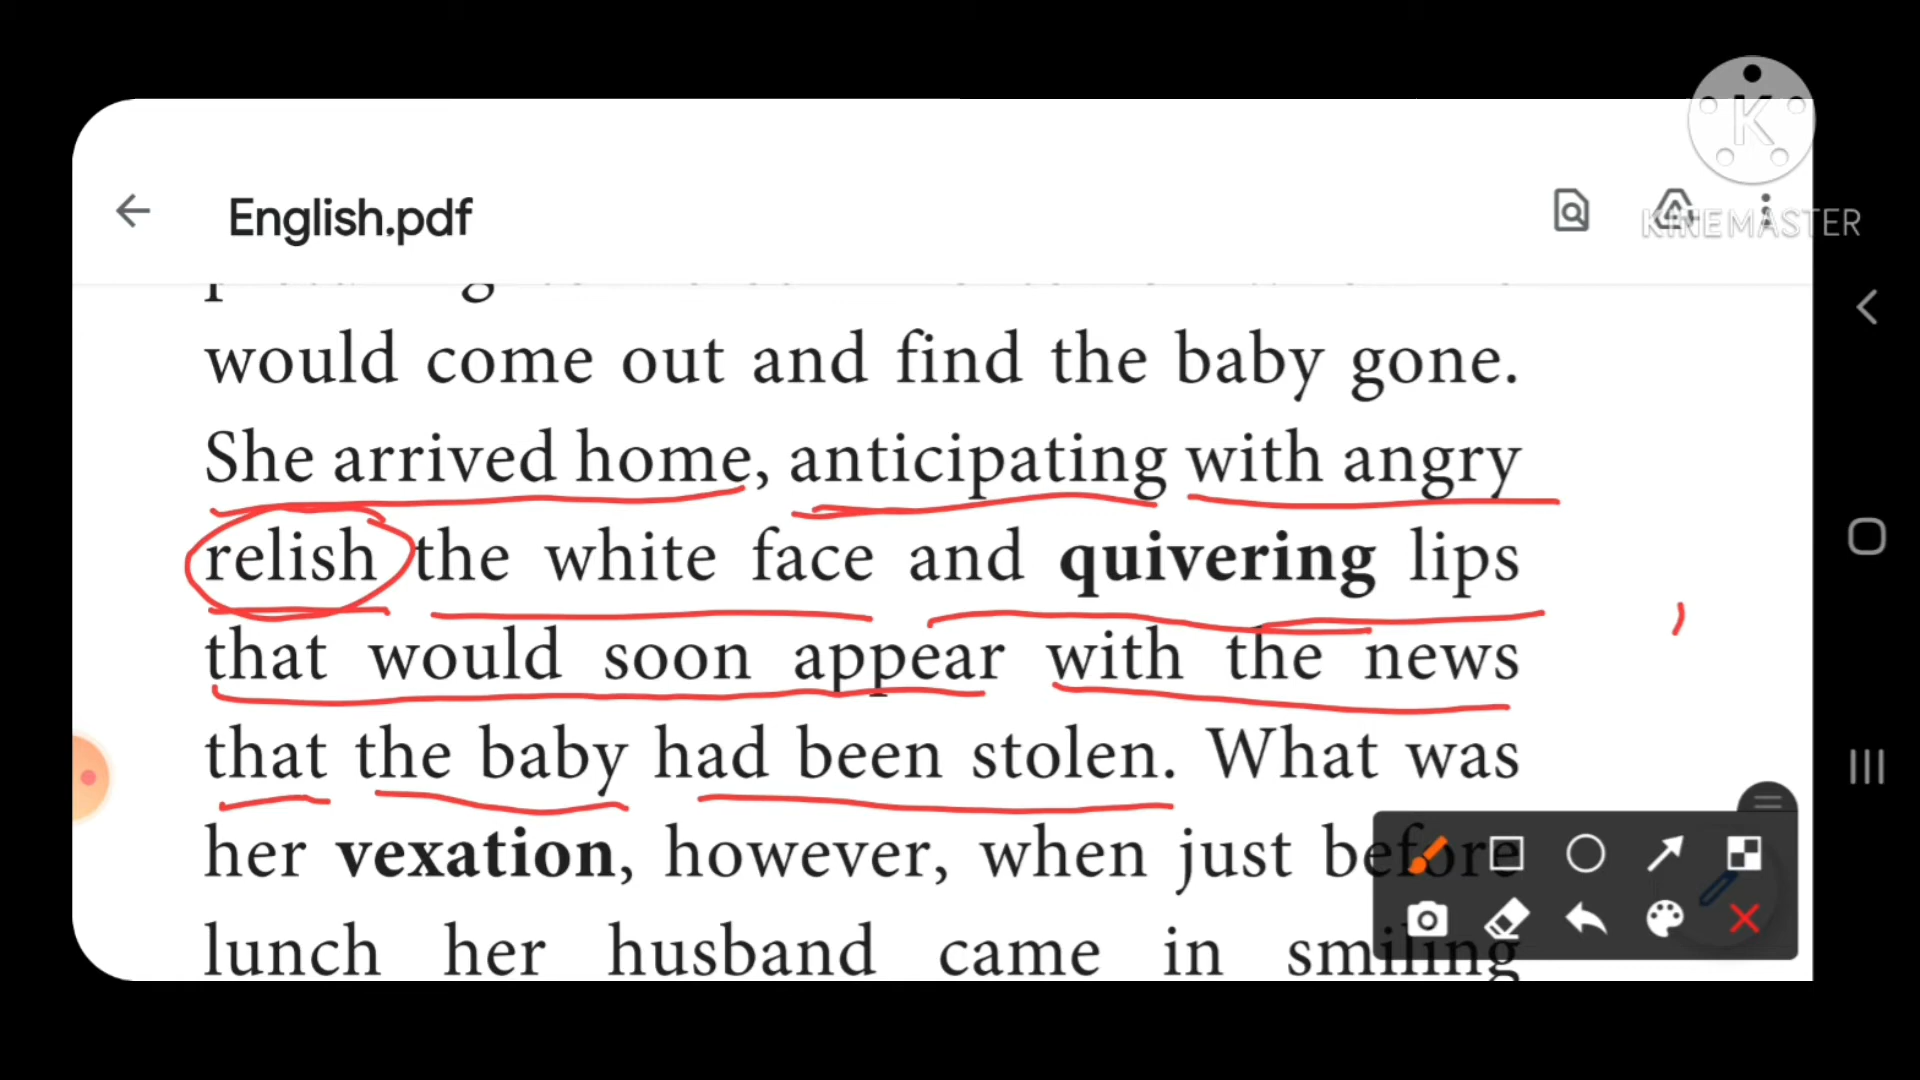 K
KINEMASTER
English.pdf
would come out and find the baby gone.
She arrived home, anticipating with angry
relish the white face and quivering lips
that would soon appear with the news
that the baby had been stolen. What was
her vexation, however, when just before
lunch her husband came in smiling